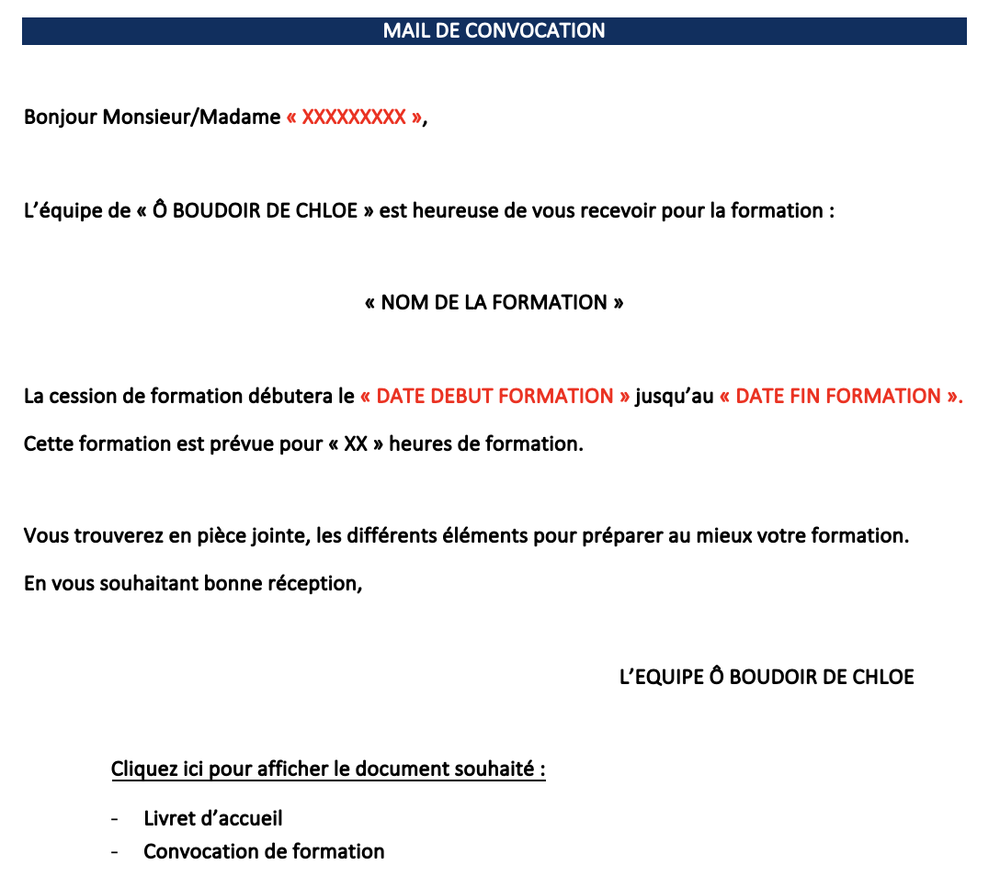 MAIL DE CONVOCATION
Bonjour Monsieur/Madame « XXXXXXXXX »,
L’équipe de « Ô BOUDOIR DE CHLOE » est heureuse de vous recevoir pour la formation :
« NOM DE LA FORMATION »
La cession de formation débutera le « DATE DEBUT FORMATION » jusqu’au « DATE FIN FORMATION ».
Cette formation est prévue pour « XX » heures de formation.
Vous trouverez en pièce jointe, les différents éléments pour préparer au mieux votre formation.
En vous souhaitant bonne réception,
L’EQUIPE Ô BOUDOIR DE CHLOE
Cliquez ici pour afficher le document souhaité :
- Livret d’accueil
- Convocation de formation